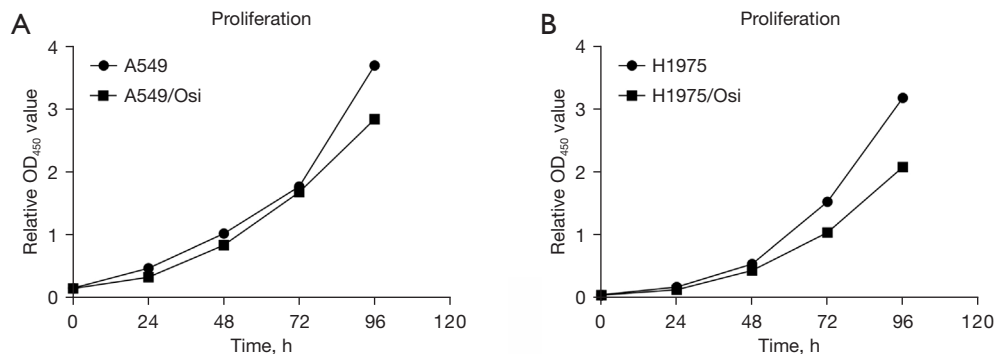 A
Proliferation
4
3
2
1
0
Relative OD450 value
A549
A549/Osi
0 24 48 72 96 120
Time, h
B
Proliferation
4
3
2
1
0
Relative OD450 value
H1975
H1975/Osi
0 24 48 72 96 120
Time, h